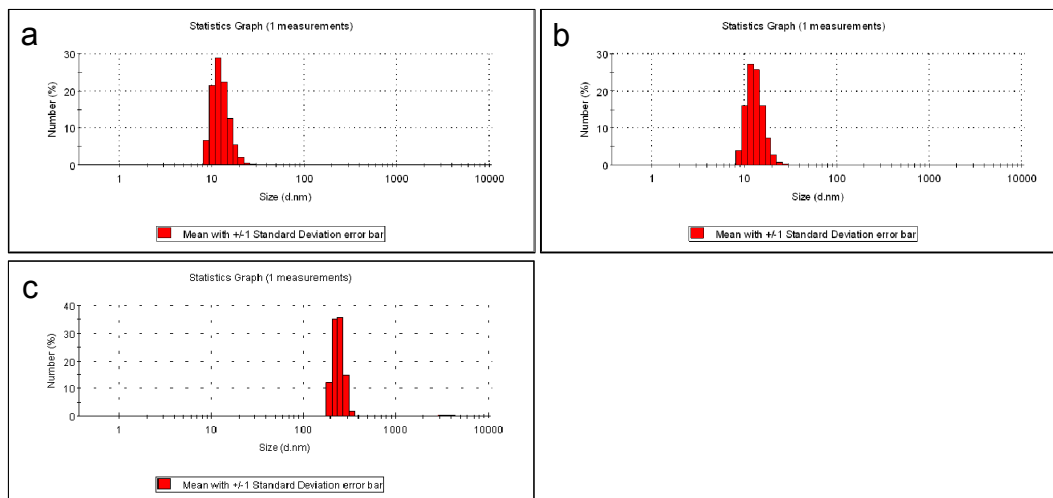 a
Statistics Graph (1 measurements)
30
20
10
0
Number (%)
1 10 100 1000 10000
Size (d.nm)
Mean with +/-1 Standard Deviation error bar
b
Statistics Graph (1 measurements)
30
20
10
0
Number (%)
1 10 100 1000 10000
Size (d.nm)
Mean with +/-1 Standard Deviation error bar
c
Statistics Graph (1 measurements)
40
30
20
10
0
Number (%)
1 10 100 1000 10000
Size (d.nm)
Mean with +/-1 Standard Deviation error bar